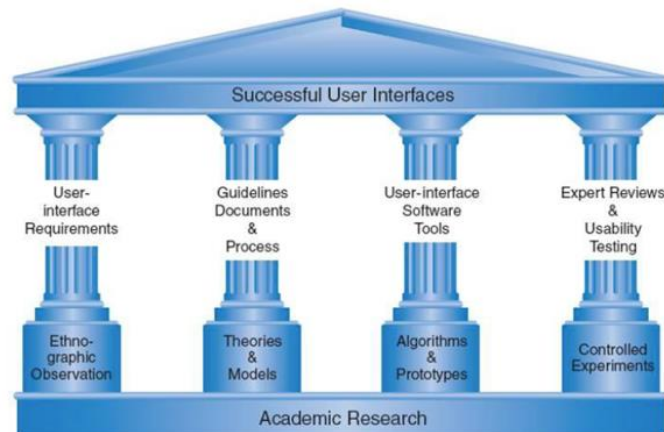 Successful User Interfaces
User-
interface
Requirements
Guidelines
Documents
&
Process
User-interface
Software
Tools
Expert Reviews
&
Usability
Testing
Ethno-
graphic
Observation
Theories
&
Models
Algorithms
&
Prototypes
Controlled
Experiments
Academic Research